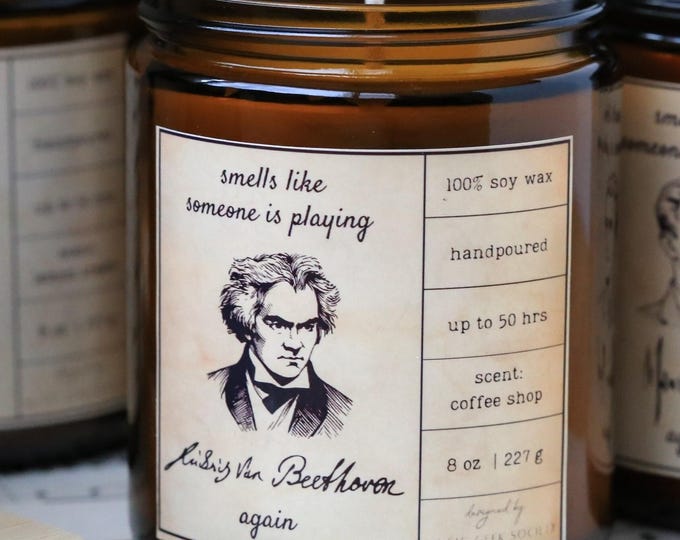 smells like
someone is playing
Ludwig Van Beethoven
again
100% soy wax
handpoured
up to 50 hrs
scent:
coffee shop
8 oz | 227 g
designed by